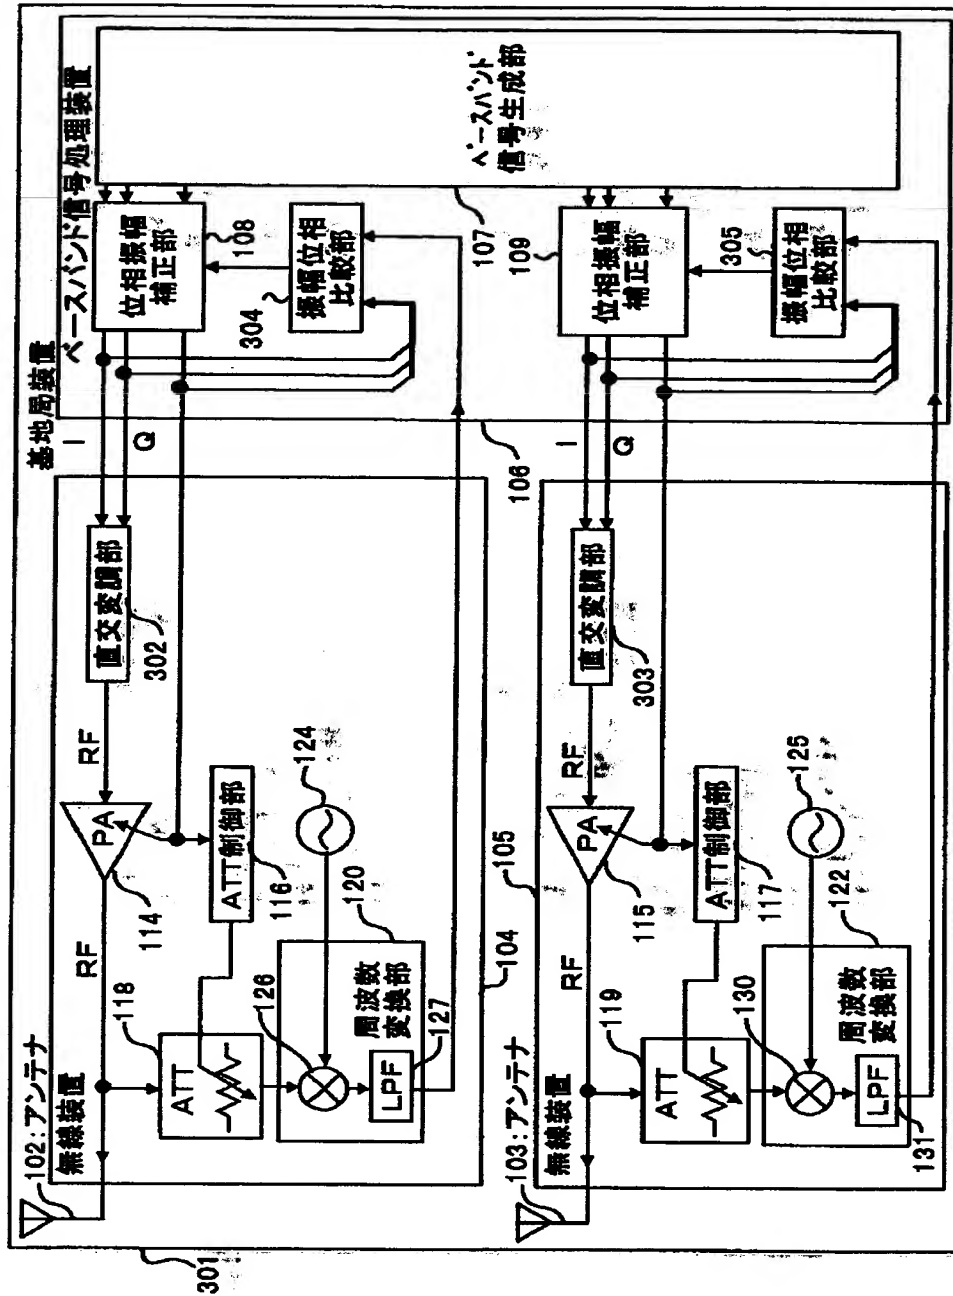 基地局装置
ベースバンド信号処理装置
ベースバンド
信号生成部
107
位相振幅
補正部
108
振幅位相
比較部
304
位相振幅
補正部
109
振幅位相
比較部
305
106
I
Q
I
Q
無線装置
直交変調部
302
RF
PA
114
RF
ATT制御部
116
124
118
ATT
126
120
周波数
変換部
LPF
127
104
102:アンテナ
無線装置
直交変調部
303
RF
PA
115
RF
ATT制御部
117
125
119
ATT
130
122
周波数
変換部
LPF
131
105
103:アンテナ
301